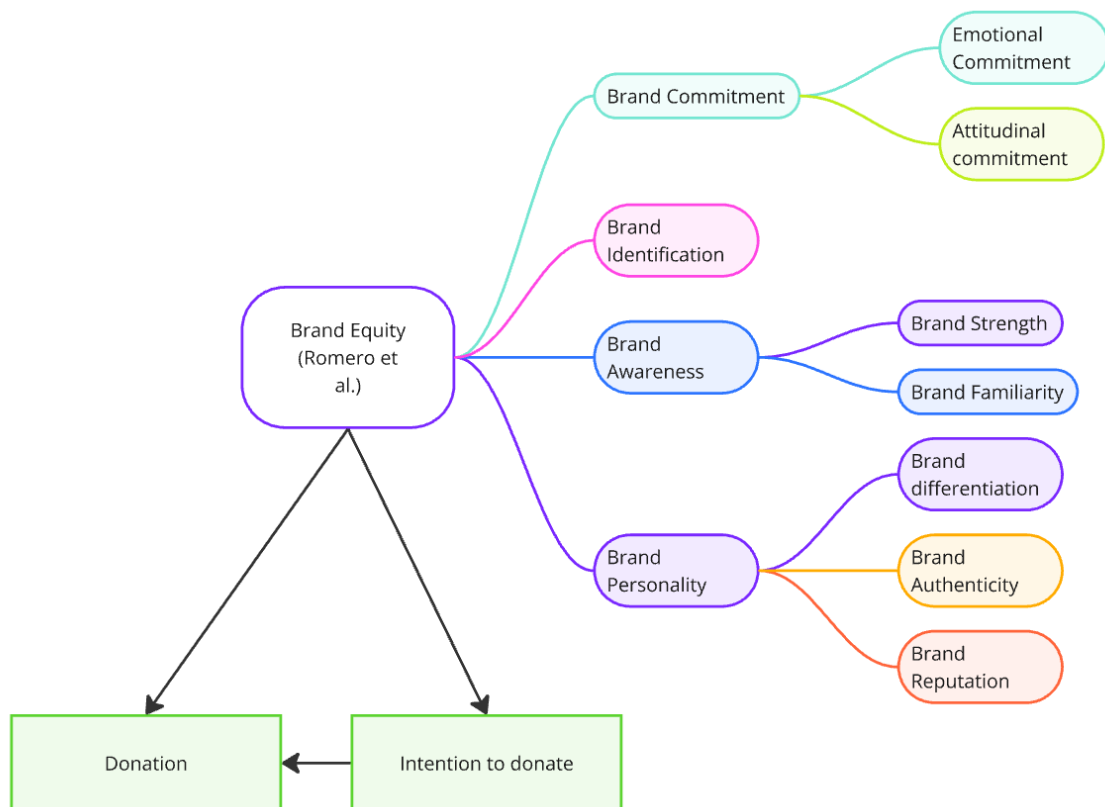 Emotional
Commitment
Brand Commitment
Attitudinal
commitment
Brand
Identification
Brand Equity
(Romero et
al.)
Brand
Awareness
Brand Strength
Brand Familiarity
Brand
Personality
Brand
differentiation
Brand
Authenticity
Brand
Reputation
Donation
Intention to donate